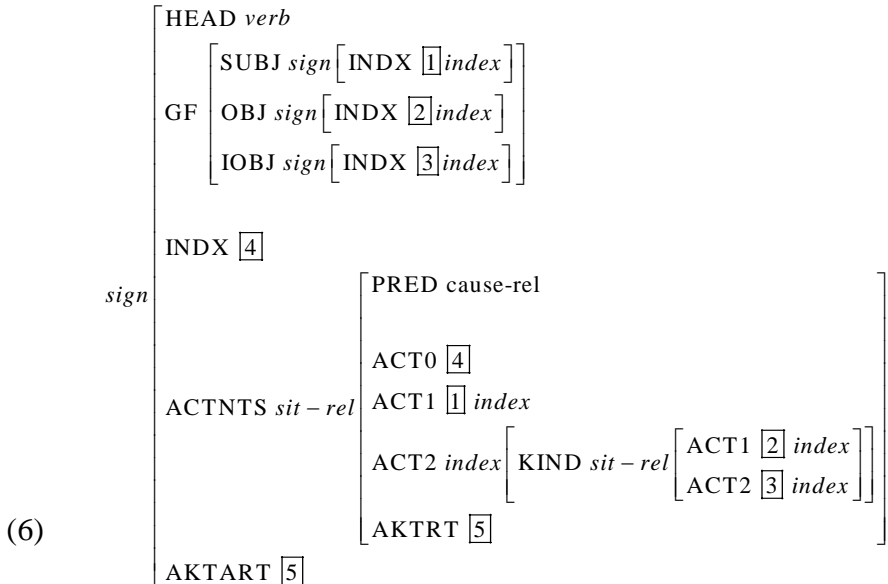 HEAD verb
SUBJ sign[INDX 1 index]
GF OBJ sign[INDX 2 index]
IOBJ sign[INDX 3 index]
INDX 4
sign
PRED cause-rel
ACT0 4
ACTNTS sit – rel ACT1 1 index
ACT2 index[KIND sit – rel[ACT1 2 index
ACT2 3 index]]
(6) AKTRT 5
AKTART 5